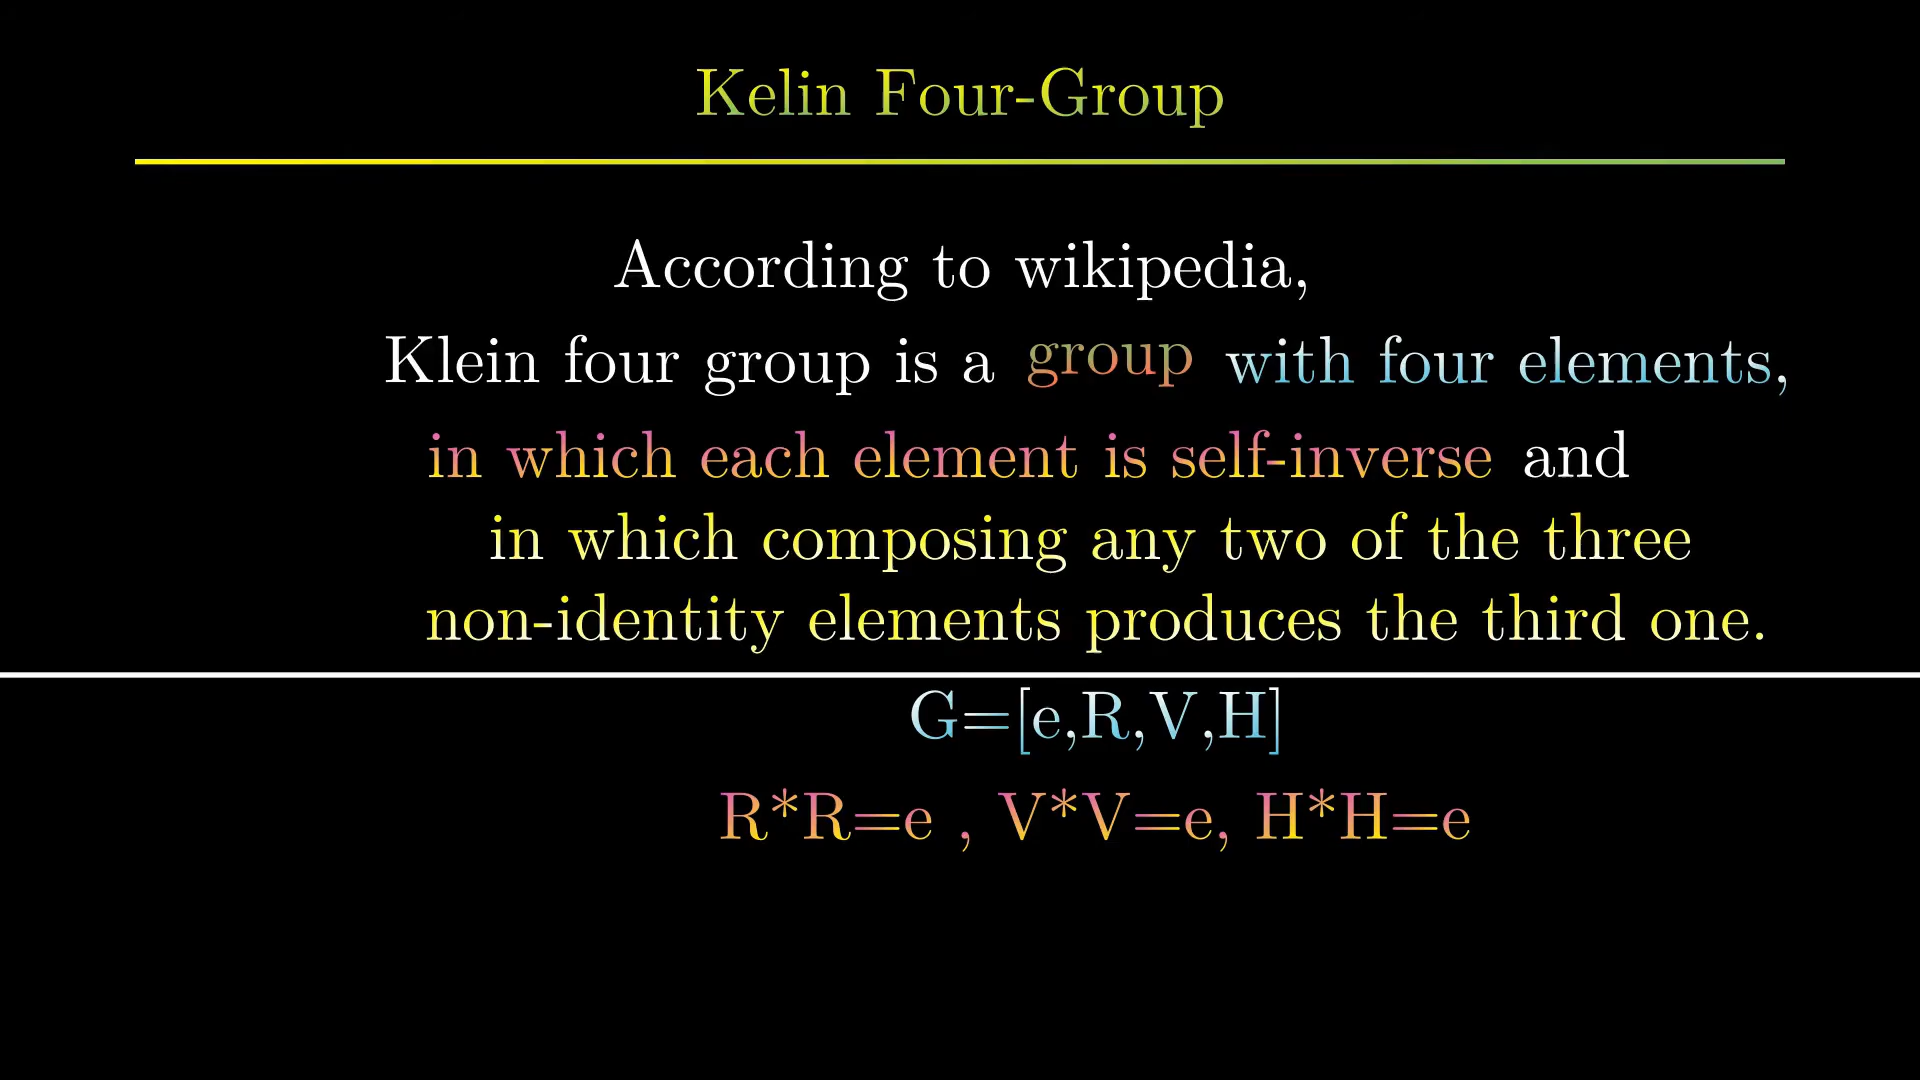 Kelin Four-Group
According to wikipedia,
Klein four group is a group with four elements,
in which each element is self-inverse and
in which composing any two of the three
non-identity elements produces the third one.
G=[e,R,V,H]
R*R=e , V*V=e, H*H=e